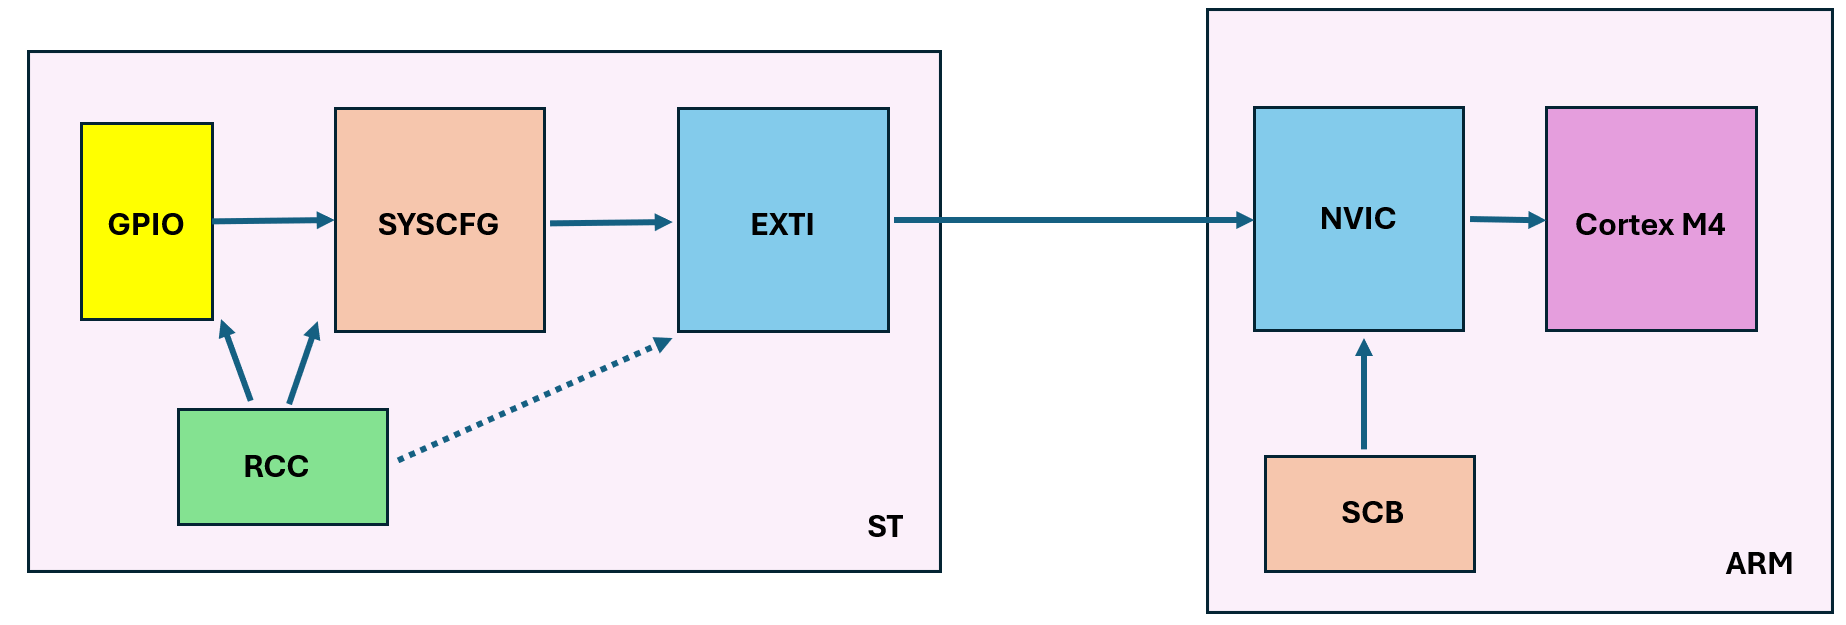 GPIO
SYSCFG
EXTI
NVIC
Cortex M4
RCC
SCB
ST
ARM